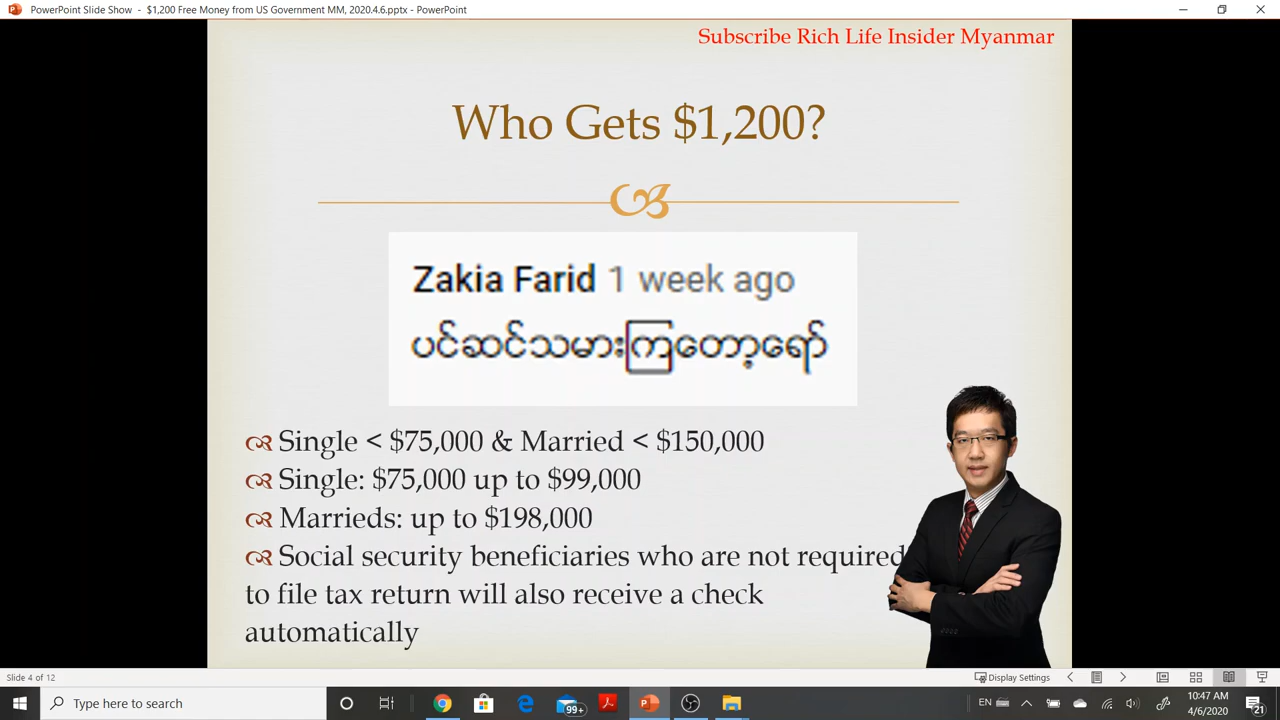 PowerPoint Slide Show - $1,200 Free Money from US Government MM, 2020.4.6.pptx - PowerPoint
Subscribe Rich Life Insider Myanmar
Who Gets $1,200?
Zakia Farid 1 week ago
ပင်ဆင်သမားကြတော့ရော်
Single < $75,000 & Married < $150,000
Single: $75,000 up to $99,000
Marrieds: up to $198,000
Social security beneficiaries who are not required
to file tax return will also receive a check
automatically
Slide 4 of 12
Display Settings
Type here to search
99+
EN
10:47 AM
4/6/2020
21